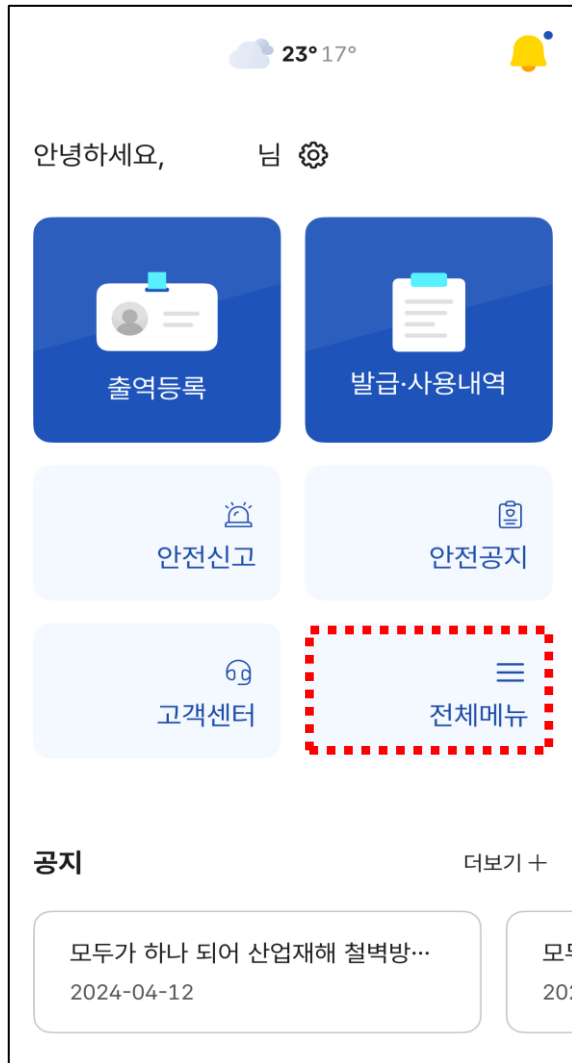 23° 17°
안녕하세요, 님
출역등록
발급·사용내역
안전신고
안전공지
고객센터
전체메뉴
공지
더보기 +
모두가 하나 되어 산업재해 철벽방…
2024-04-12